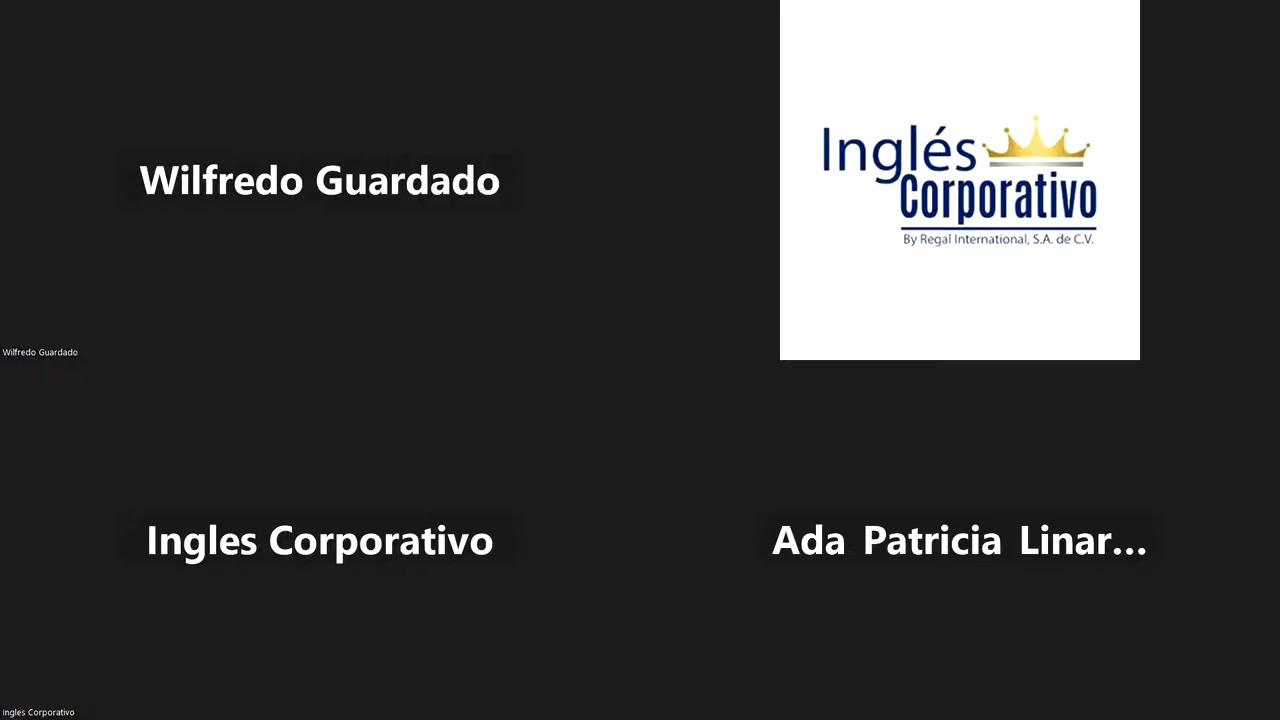 Wilfredo Guardado
Inglés
Corporativo
By Regal International, S.A. de C.V.
Wilfredo Guardado
Ingles Corporativo
Ada Patricia Linar...
Ingles Corporativo